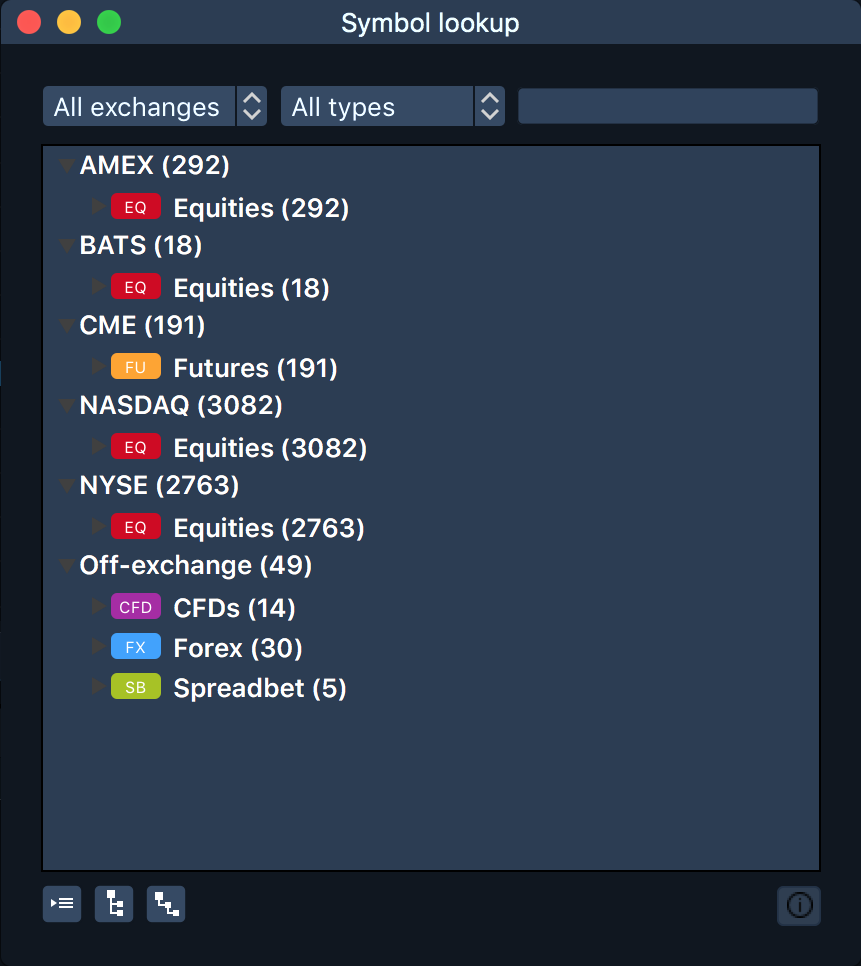 Symbol lookup
All exchanges All types
AMEX (292)
EQ Equities (292)
BATS (18)
EQ Equities (18)
CME (191)
FU Futures (191)
NASDAQ (3082)
EQ Equities (3082)
NYSE (2763)
EQ Equities (2763)
Off-exchange (49)
CFD CFDs (14)
FX Forex (30)
SB Spreadbet (5)